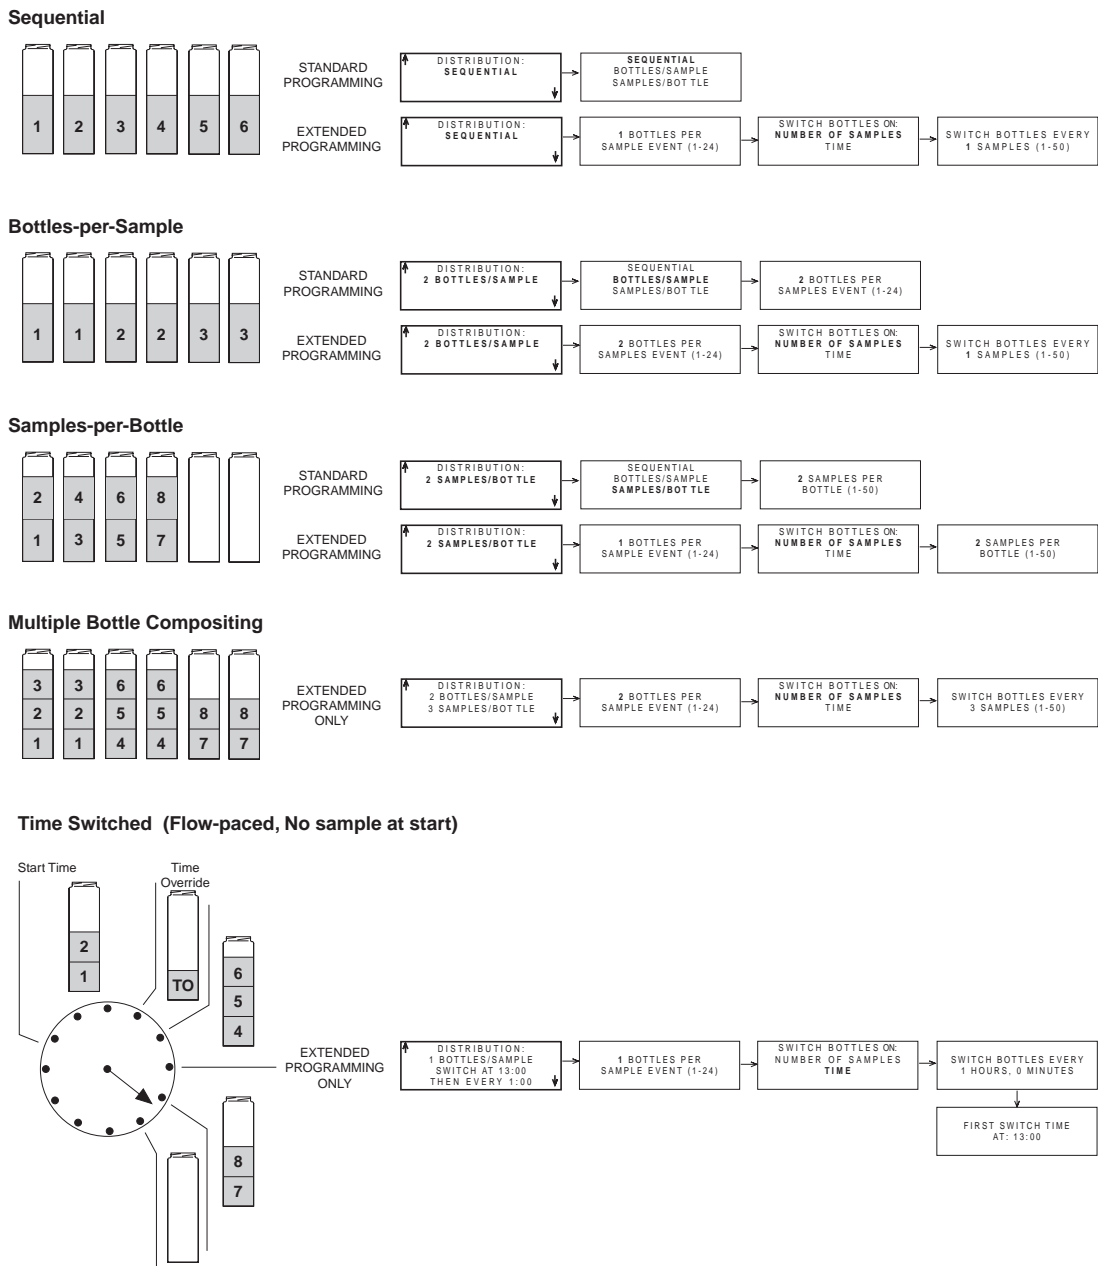 Sequential
1 2 3 4 5 6
STANDARD
PROGRAMMING
DISTRIBUTION:
SEQUENTIAL
SEQUENTIAL
BOTTLES/SAMPLE
SAMPLES/BOT TLE
EXTENDED
PROGRAMMING
DISTRIBUTION:
SEQUENTIAL
1 BOTTLES PER
SAMPLE EVENT (1-24)
SWITCH BOTTLES ON:
NUMBER OF SAMPLES
TIME
SWITCH BOTTLES EVERY
1 SAMPLES (1-50)
Bottles-per-Sample
1 1 2 2 3 3
STANDARD
PROGRAMMING
DISTRIBUTION:
2 BOTTLES/SAMPLE
SEQUENTIAL
BOTTLES/SAMPLE
SAMPLES/BOT TLE
2 BOTTLES PER
SAMPLES EVENT (1-24)
EXTENDED
PROGRAMMING
DISTRIBUTION:
2 BOTTLES/SAMPLE
2 BOTTLES PER
SAMPLES EVENT (1-24)
SWITCH BOTTLES ON:
NUMBER OF SAMPLES
TIME
SWITCH BOTTLES EVERY
1 SAMPLES (1-50)
Samples-per-Bottle
2 4 6 8
1 3 5 7
STANDARD
PROGRAMMING
DISTRIBUTION:
2 SAMPLES/BOT TLE
SEQUENTIAL
BOTTLES/SAMPLE
SAMPLES/BOT TLE
2 SAMPLES PER
BOTTLE (1-50)
EXTENDED
PROGRAMMING
DISTRIBUTION:
2 SAMPLES/BOT TLE
1 BOTTLES PER
SAMPLE EVENT (1-24)
SWITCH BOTTLES ON:
NUMBER OF SAMPLES
TIME
2 SAMPLES PER
BOTTLE (1-50)
Multiple Bottle Compositing
3 3 6 6
2 2 5 5 8 8
1 1 4 4 7 7
EXTENDED
PROGRAMMING
ONLY
DISTRIBUTION:
2 BOTTLES/SAMPLE
3 SAMPLES/BOT TLE
2 BOTTLES PER
SAMPLE EVENT (1-24)
SWITCH BOTTLES ON:
NUMBER OF SAMPLES
TIME
SWITCH BOTTLES EVERY
3 SAMPLES (1-50)
Time Switched (Flow-paced, No sample at start)
Start Time
Time
Override
2
1
TO
6
5
4
8
7
EXTENDED
PROGRAMMING
ONLY
DISTRIBUTION:
1 BOTTLES/SAMPLE
SWITCH AT 13:00
THEN EVERY 1:00
1 BOTTLES PER
SAMPLE EVENT (1-24)
SWITCH BOTTLES ON:
NUMBER OF SAMPLES
TIME
SWITCH BOTTLES EVERY
1 HOURS, 0 MINUTES
FIRST SWITCH TIME
AT: 13:00